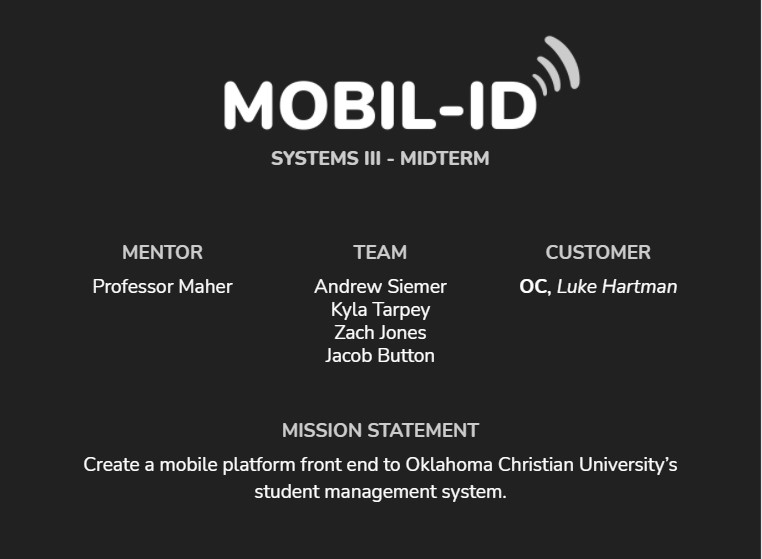 MOBIL-ID
SYSTEMS III - MIDTERM
MENTOR
Professor Maher
TEAM
Andrew Siemer
Kyla Tarpey
Zach Jones
Jacob Button
CUSTOMER
OC, Luke Hartman
MISSION STATEMENT
Create a mobile platform front end to Oklahoma Christian University's
student management system.